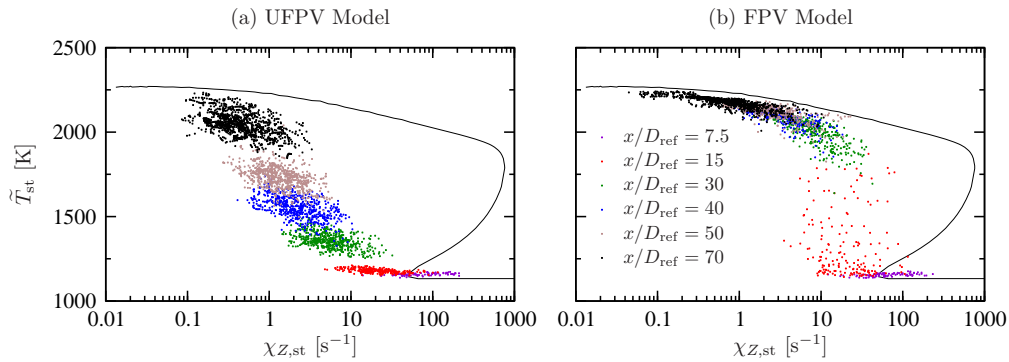 (a) UFPV Model
(b) FPV Model
2500
2000
1500
1000
T̃st [K]
0.01 0.1 1 10 100 1000
χZ,st [s−1]
x/Dref = 7.5
x/Dref = 15
x/Dref = 30
x/Dref = 40
x/Dref = 50
x/Dref = 70
0.01 0.1 1 10 100 1000
χZ,st [s−1]